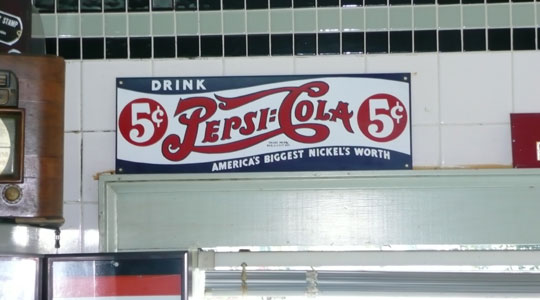 DRINK
5¢ PEPSI=COLA 5¢
AMERICA'S BIGGEST NICKEL'S WORTH